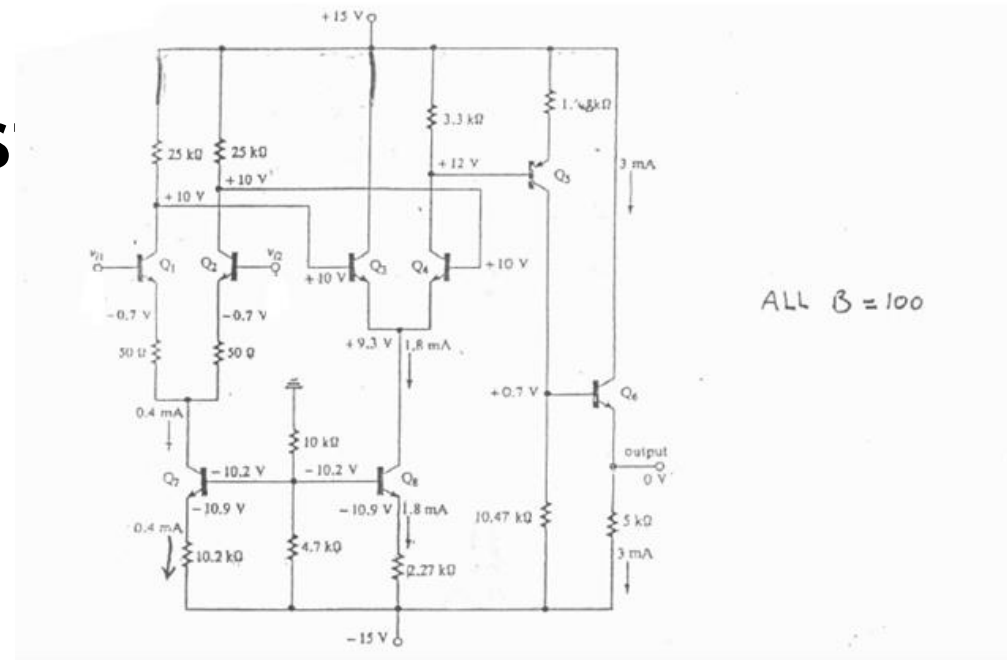 +15 V
S
25 kΩ 25 kΩ
3.3 kΩ
+12 V
Q5
3 mA
+10 V
+10 V
vi1
Q1
Q2
vi2
+10 V
Q3
Q4
+10 V
-0.7 V
-0.7 V
50 Ω
50 Ω
+9.3 V
1.8 mA
ALL B = 100
+0.7 V
Q6
0.4 mA
10 kΩ
output
0 V
Q7
-10.2 V
-10.2 V
Q8
-10.9 V
-10.9 V
1.8 mA
0.4 mA
10.2 kΩ
4.7 kΩ
2.27 kΩ
10.47 kΩ
5 kΩ
3 mA
-15 V